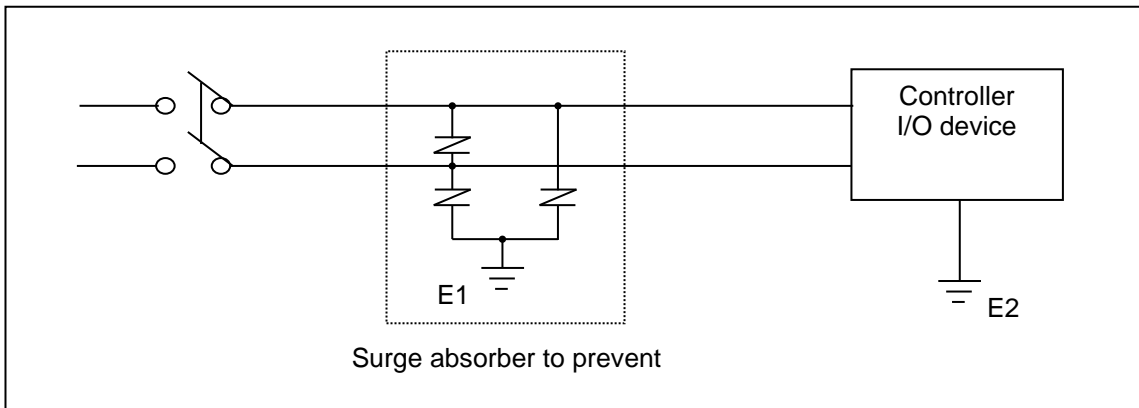 Controller
I/O device
E1
E2
Surge absorber to prevent